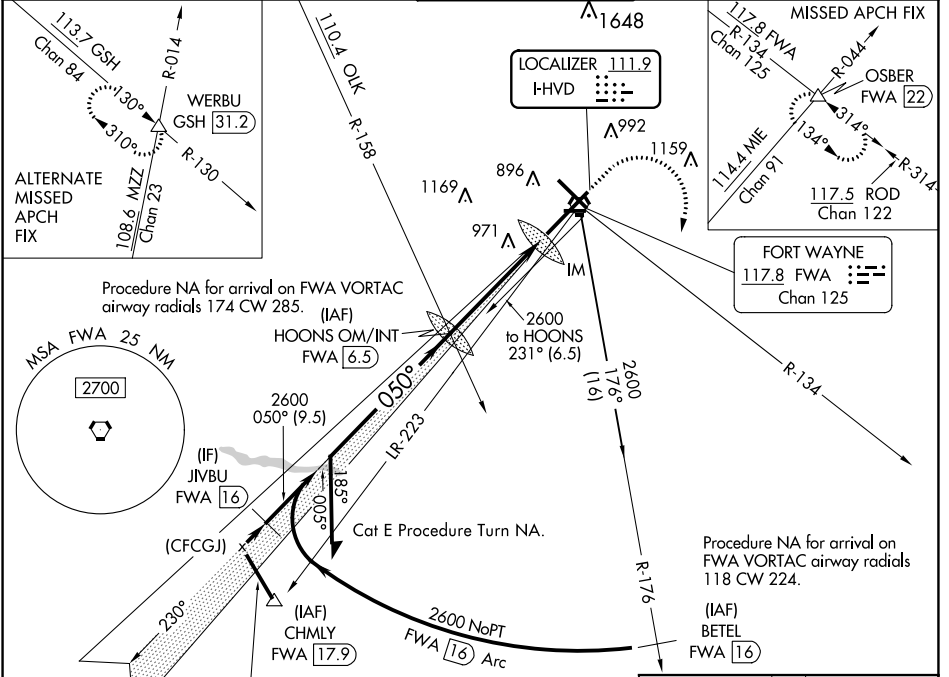 113.7 GSH
Chan 84
R-014
130°
310°
WERBU
GSH 31.2
R-130
108.6 MZZ
Chan 23
ALTERNATE
MISSED
APCH
FIX
110.4 OLK
R-158
1648
LOCALIZER 111.9
I-HVD
992
1159
896
1169
971
IM
MISSED APCH FIX
117.8 FWA
R-134
Chan 125
R-044
OSBER
FWA 22
314°
134°
R-314
114.4 MIE
Chan 91
117.5 ROD
Chan 122
FORT WAYNE
117.8 FWA
Chan 125
Procedure NA for arrival on FWA VORTAC
airway radials 174 CW 285.
(IAF)
HOONS OM/INT
FWA 6.5
2600
to HOONS
231° (6.5)
MSA FWA 25 NM
2700
2600
050° (9.5)
050°
LR-223
2600
176°
(16)
R-134
(IF)
JIVBU
FWA 16
185°
005°
Cat E Procedure Turn NA.
(CFCGJ)
230°
(IAF)
CHMLY
FWA 17.9
2600 NoPT
FWA 16 Arc
R-176
Procedure NA for arrival on
FWA VORTAC airway radials
118 CW 224.
(IAF)
BETEL
FWA 16